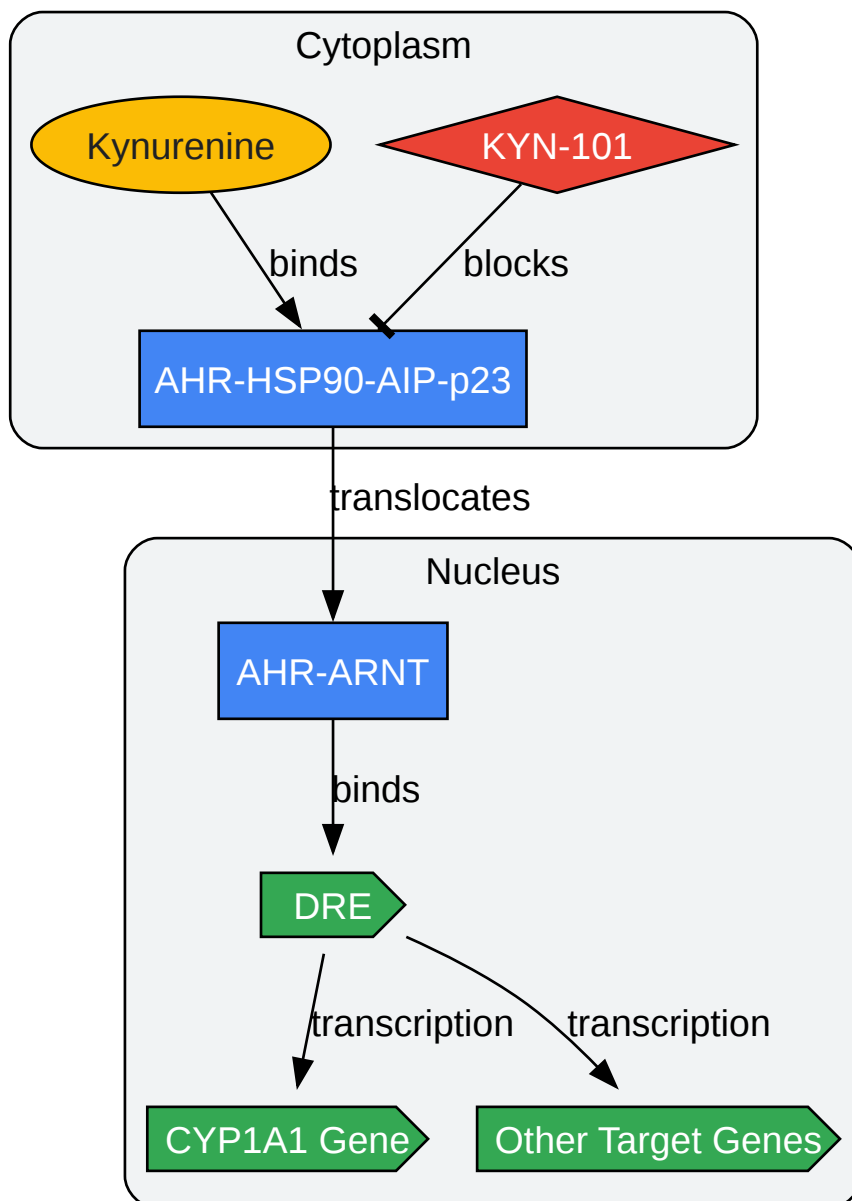 Cytoplasm
Kynurenine
KYN-101
binds
blocks
AHR-HSP90-AIP-p23
translocates
Nucleus
AHR-ARNT
binds
DRE
transcription
transcription
CYP1A1 Gene
Other Target Genes